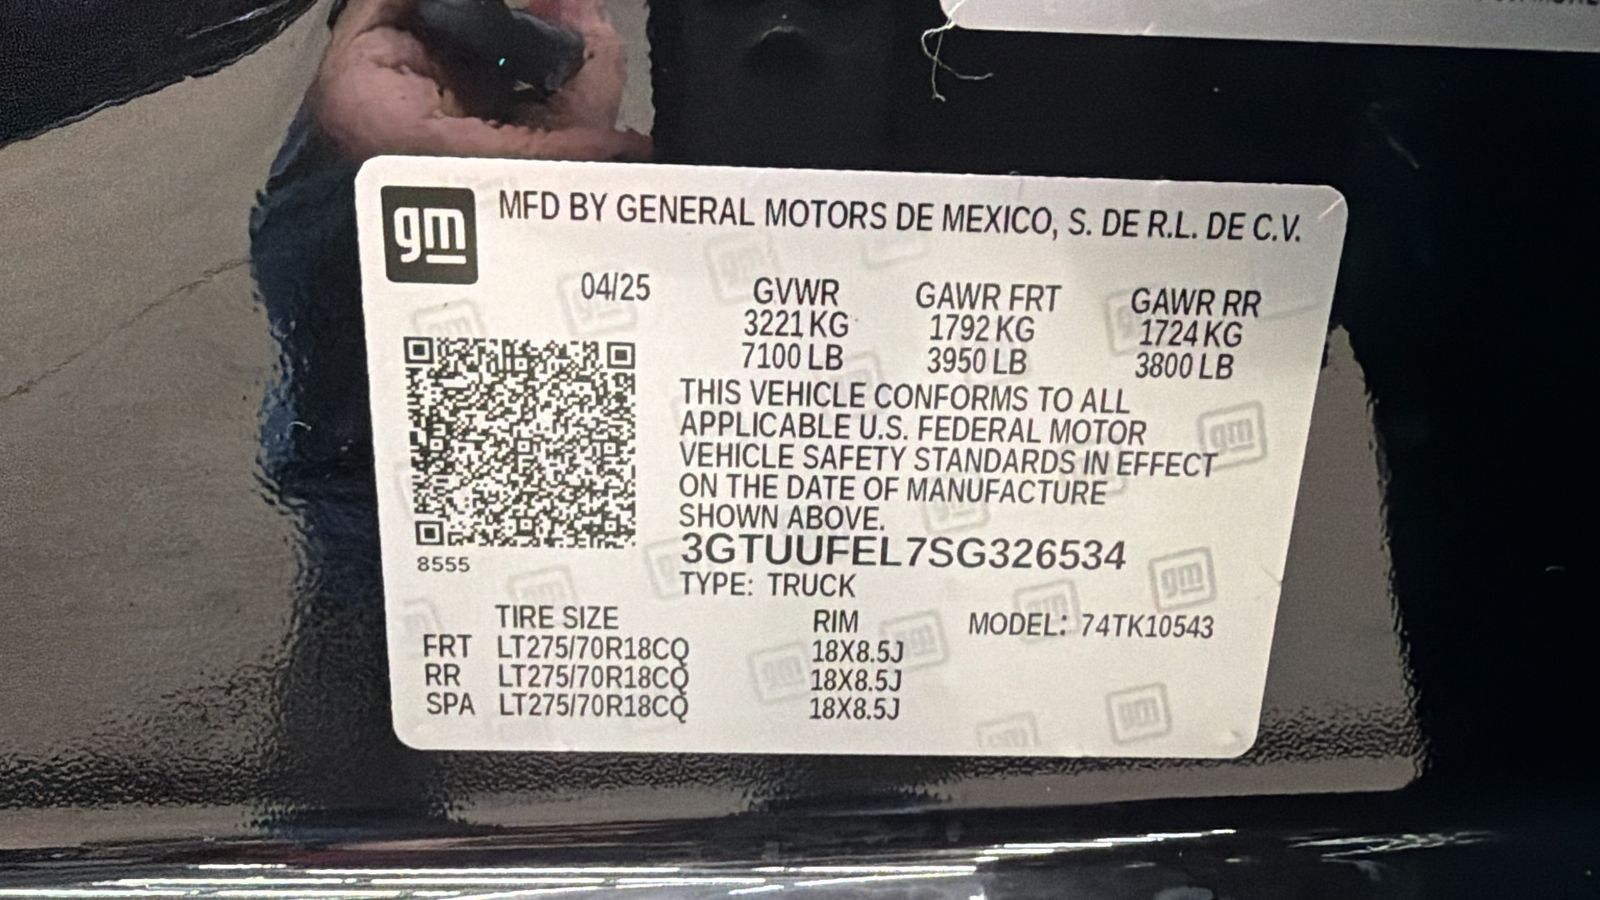 gm
MFD BY GENERAL MOTORS DE MEXICO, S. DE R.L. DE C.V.
04/25 GVWR GAWR FRT GAWR RR
3221 KG 1792 KG 1724 KG
7100 LB 3950 LB 3800 LB
THIS VEHICLE CONFORMS TO ALL
APPLICABLE U.S. FEDERAL MOTOR
VEHICLE SAFETY STANDARDS IN EFFECT
ON THE DATE OF MANUFACTURE
SHOWN ABOVE.
8555
3GTUUFEL7SG326534
TYPE: TRUCK
TIRE SIZE RIM MODEL: 74TK10543
FRT LT275/70R18CQ 18X8.5J
RR LT275/70R18CQ 18X8.5J
SPA LT275/70R18CQ 18X8.5J